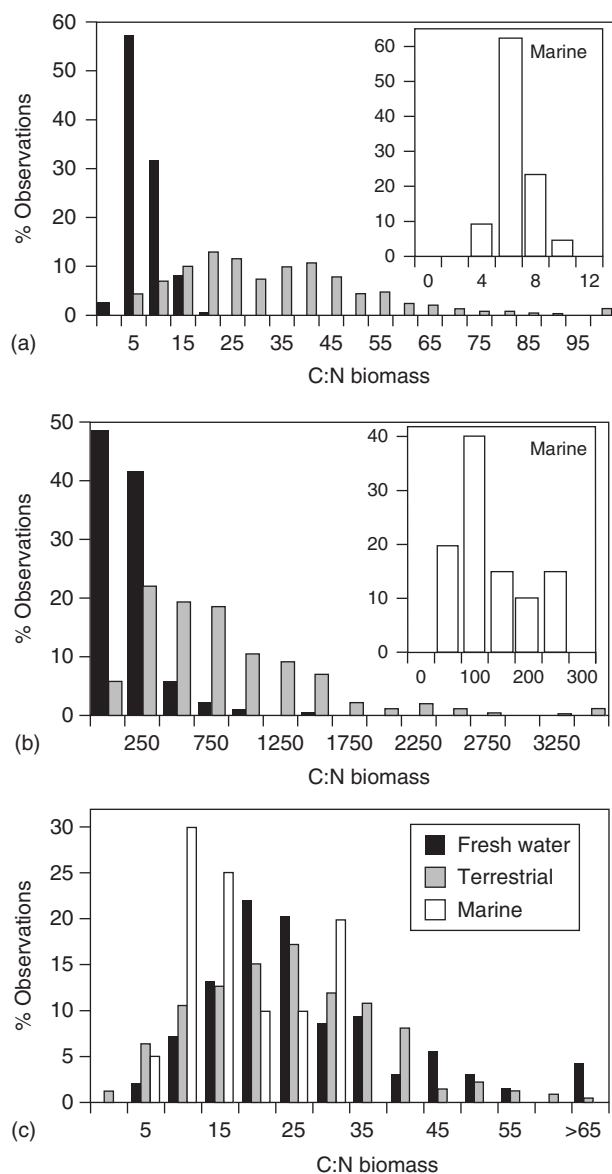 60
50
40
30
20
10
0
% Observations
60
50
40
30
20
10
0
Marine
0 4 8 12
5 15 25 35 45 55 65 75 85 95
(a)
C:N biomass
50
40
30
20
10
0
% Observations
40
30
20
10
0
Marine
0 100 200 300
250 750 1250 1750 2250 2750 3250
(b)
C:N biomass
30
25
20
15
10
5
0
% Observations
Fresh water
Terrestrial
Marine
5 15 25 35 45 55 >65
(c)
C:N biomass